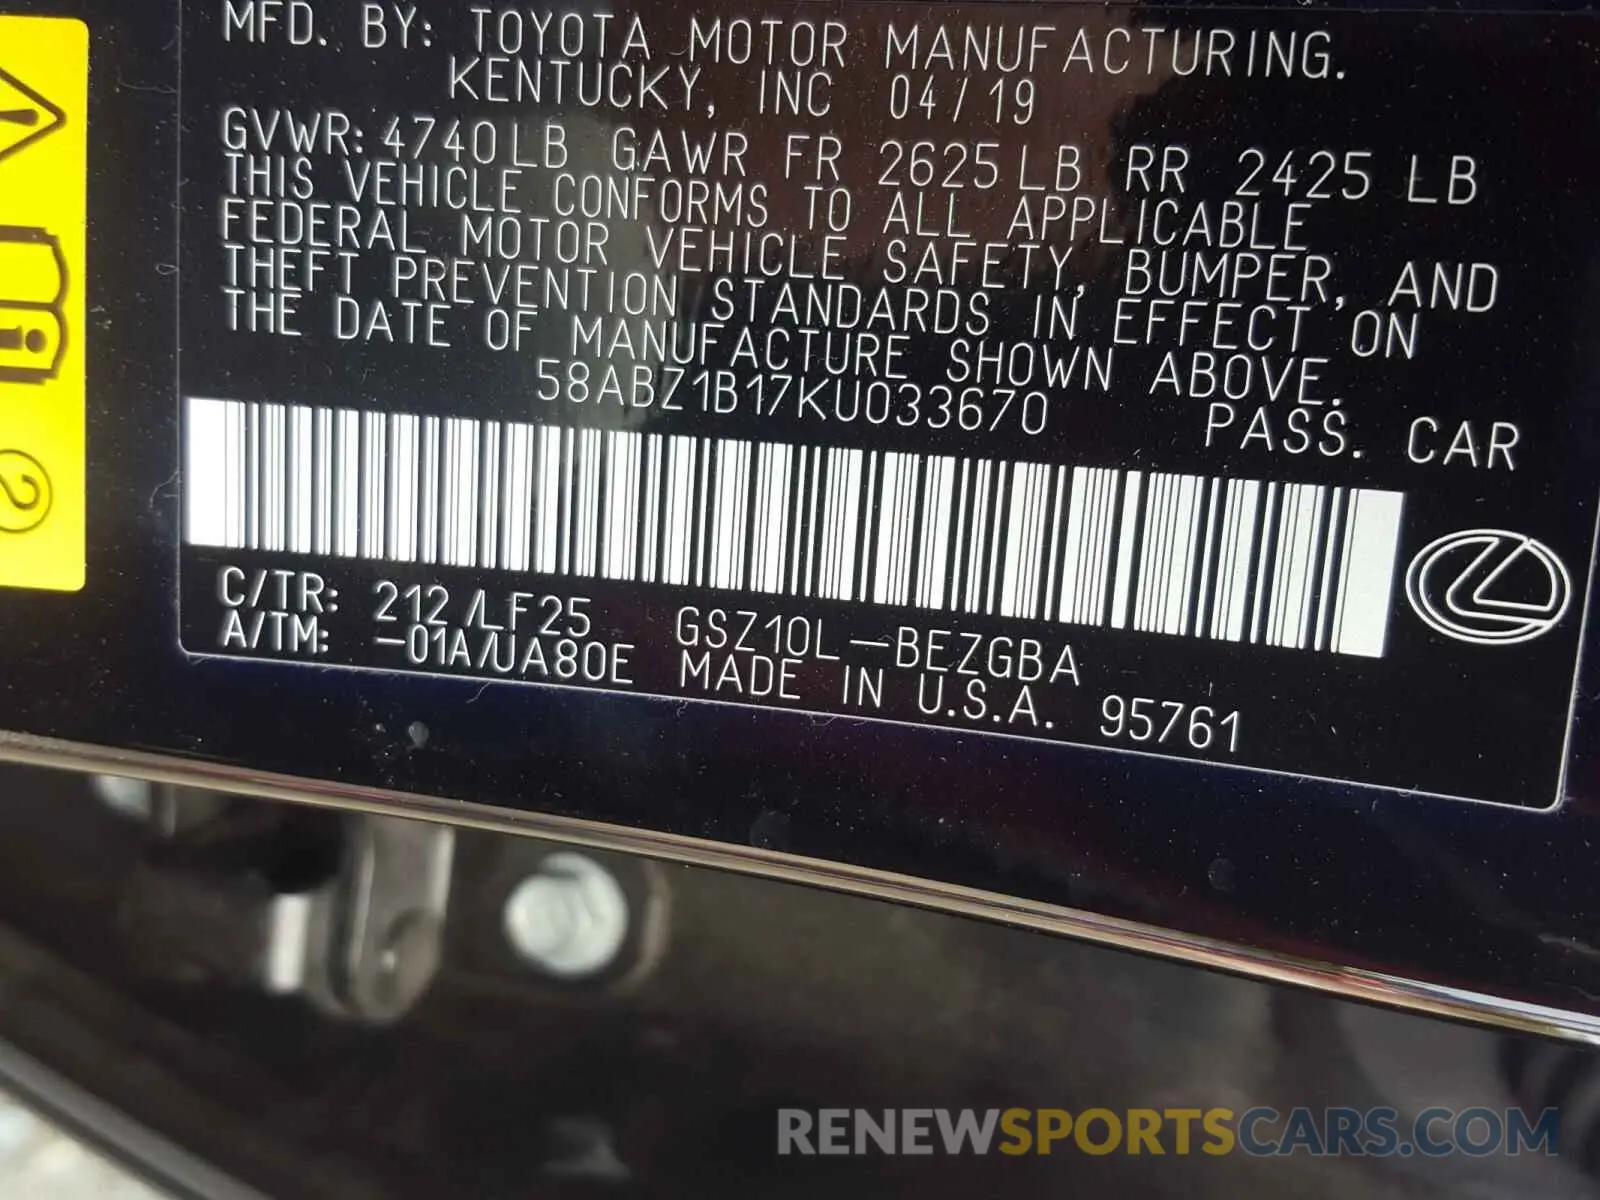 MFD. BY: TOYOTA MOTOR MANUFACTURING.
KENTUCKY, INC 04/19
GVWR: 4740LB GAWR FR 2625LB RR 2425 LB
THIS VEHICLE CONFORMS TO ALL APPLICABLE
FEDERAL MOTOR VEHICLE SAFETY, BUMPER, AND
THEFT PREVENTION STANDARDS IN EFFECT ON
THE DATE OF MANUFACTURE SHOWN ABOVE.
58ABZ1B17KU033670 PASS. CAR
C/TR: 212/LF25 GSZ10L-BEZGBA
A/TM: -01A/UA80E MADE IN U.S.A. 95761
2
RENEWSPORTSCARS.COM